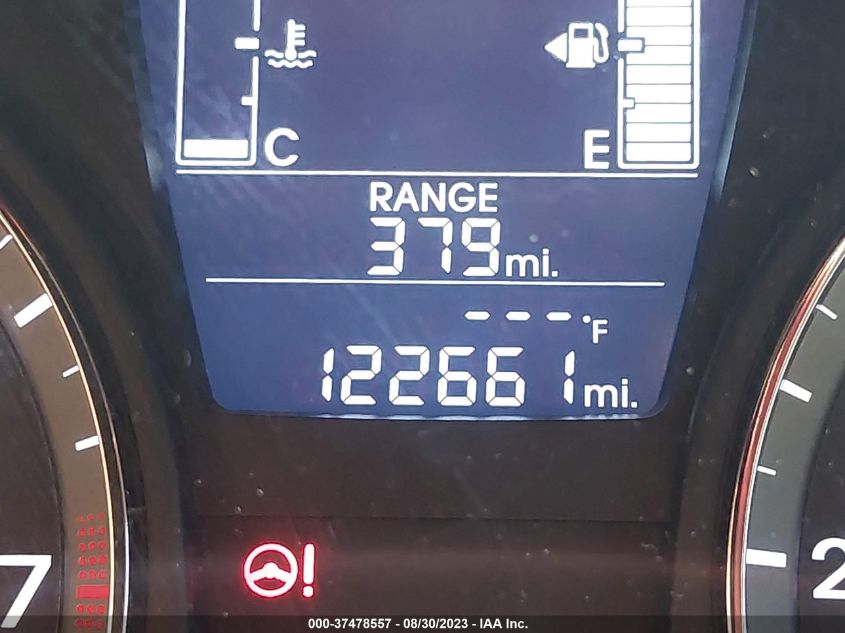 C E
RANGE
379mi.
---°F
122661mi.
!
7 2
000-37478557 - 08/30/2023 - IAA Inc.